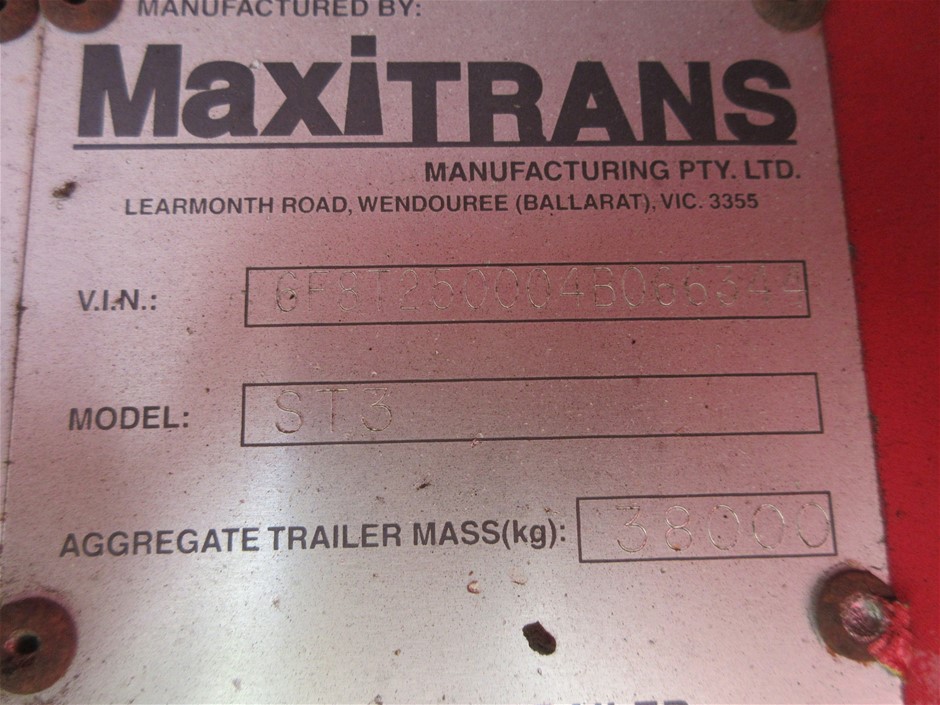 MANUFACTURED BY:
MaxiTRANS
MANUFACTURING PTY. LTD.
LEARMONTH ROAD, WENDOUREE (BALLARAT), VIC. 3355
V.I.N.: 6F8T250004B066344
MODEL: ST3
AGGREGATE TRAILER MASS(kg): 38000